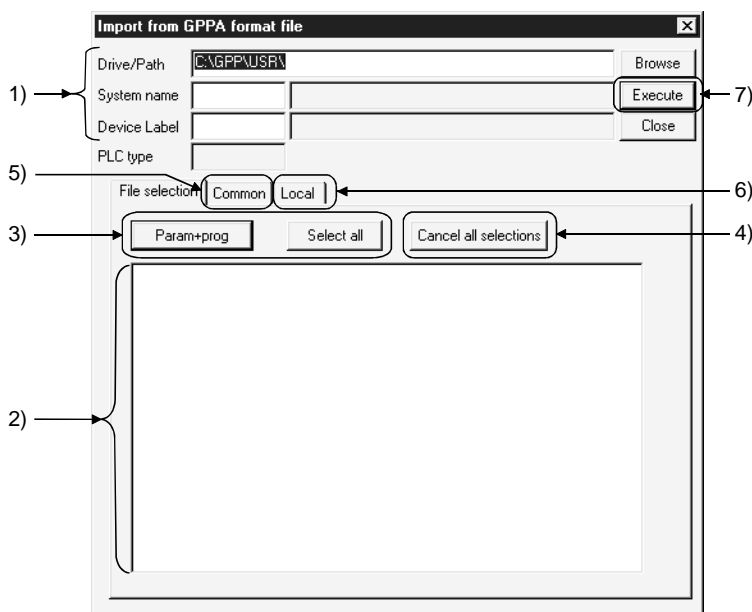 Import from GPPA format file
Drive/Path C:\GPP\USR\ Browse
1) System name Execute 7)
Device Label Close
PLC type
5)
File selection Common Local 6)
3) Param+prog Select all Cancel all selections 4)
2)